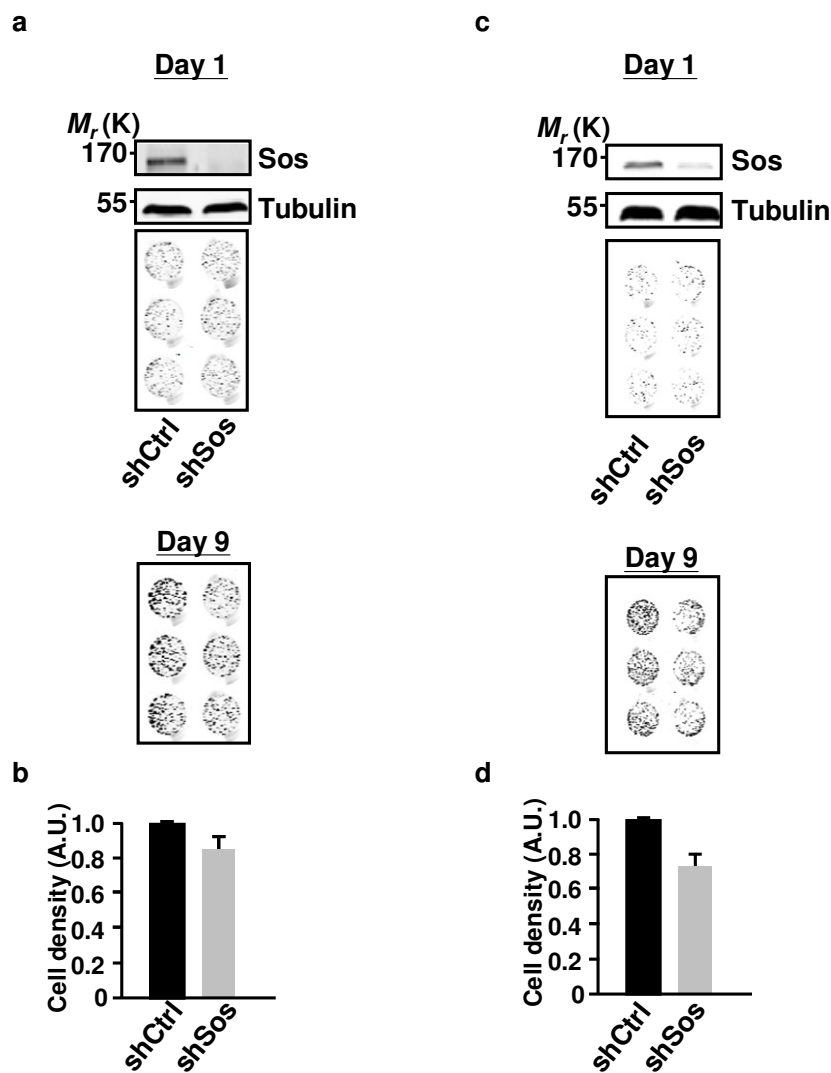 a
Day 1
Mr (K)
170
Sos
55
Tubulin
shCtrl
shSos
Day 9
b
Cell density (A.U.)
1.0
0.8
0.6
0.4
0.2
0
shCtrl
shSos
c
Day 1
Mr (K)
170
Sos
55
Tubulin
shCtrl
shSos
Day 9
d
Cell density (A.U.)
1.0
0.8
0.6
0.4
0.2
0
shCtrl
shSos